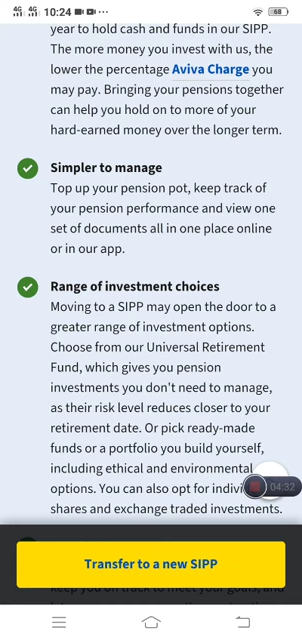 4G 4G 10:24 68
year to hold cash and funds in our SIPP.
The more money you invest with us, the
lower the percentage Aviva Charge you
may pay. Bringing your pensions together
can help you hold on to more of your
hard-earned money over the longer term.
Simpler to manage
Top up your pension pot, keep track of
your pension performance and view one
set of documents all in one place online
or in our app.
Range of investment choices
Moving to a SIPP may open the door to a
greater range of investment options.
Choose from our Universal Retirement
Fund, which gives you pension
investments you don't need to manage,
as their risk level reduces closer to your
retirement date. Or pick ready-made
funds or a portfolio you build yourself,
including ethical and environmental
options. You can also opt for indivi
04:32
shares and exchange traded investments.
Transfer to a new SIPP